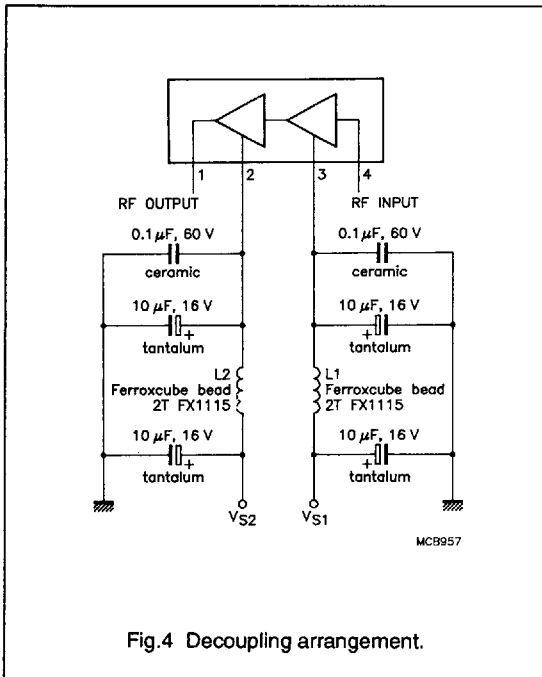 1 2 3 4
RF OUTPUT RF INPUT
0.1 μF, 60 V
ceramic
0.1 μF, 60 V
ceramic
10 μF, 16 V
+
tantalum
10 μF, 16 V
+
tantalum
L2
Ferroxcube bead
2T FX1115
L1
Ferroxcube bead
2T FX1115
10 μF, 16 V
+
tantalum
10 μF, 16 V
+
tantalum
VS2 VS1
MCB957
Fig.4 Decoupling arrangement.